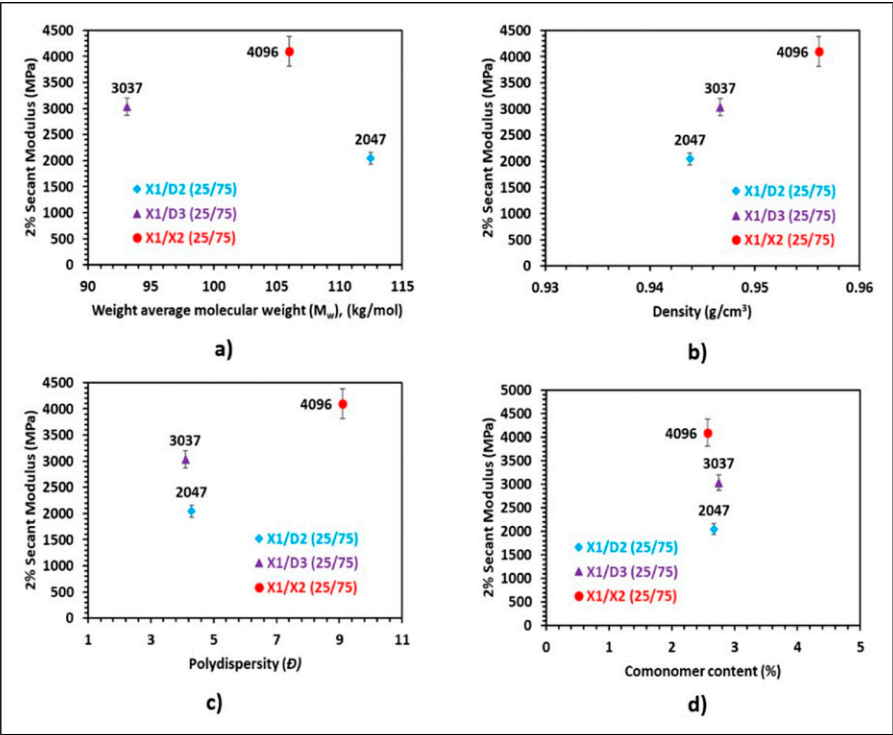 4500
4000
3500
3000
2500
2000
1500
1000
500
0
2% Secant Modulus (MPa)
4096
3037
2047
X1/D2 (25/75)
X1/D3 (25/75)
X1/X2 (25/75)
90 95 100 105 110 115
Weight average molecular weight (Mw), (kg/mol)
a)
4500
4000
3500
3000
2500
2000
1500
1000
500
0
2% Secant Modulus (MPa)
4096
3037
2047
X1/D2 (25/75)
X1/D3 (25/75)
X1/X2 (25/75)
0.93 0.94 0.95 0.96
Density (g/cm³)
b)
4500
4000
3500
3000
2500
2000
1500
1000
500
0
2% Secant Modulus (MPa)
4096
3037
2047
X1/D2 (25/75)
X1/D3 (25/75)
X1/X2 (25/75)
1 3 5 7 9 11
Polydispersity (Đ)
c)
5000
4500
4000
3500
3000
2500
2000
1500
1000
500
0
2% Secant Modulus (MPa)
4096
3037
2047
X1/D2 (25/75)
X1/D3 (25/75)
X1/X2 (25/75)
0 1 2 3 4 5
Comonomer content (%)
d)